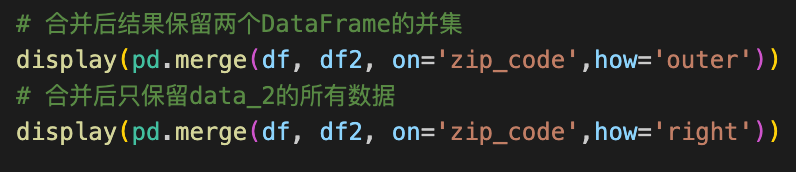 # 合并后结果保留两个DataFrame的并集
display(pd.merge(df, df2, on='zip_code',how='outer'))
# 合并后只保留data_2的所有数据
display(pd.merge(df, df2, on='zip_code',how='right'))